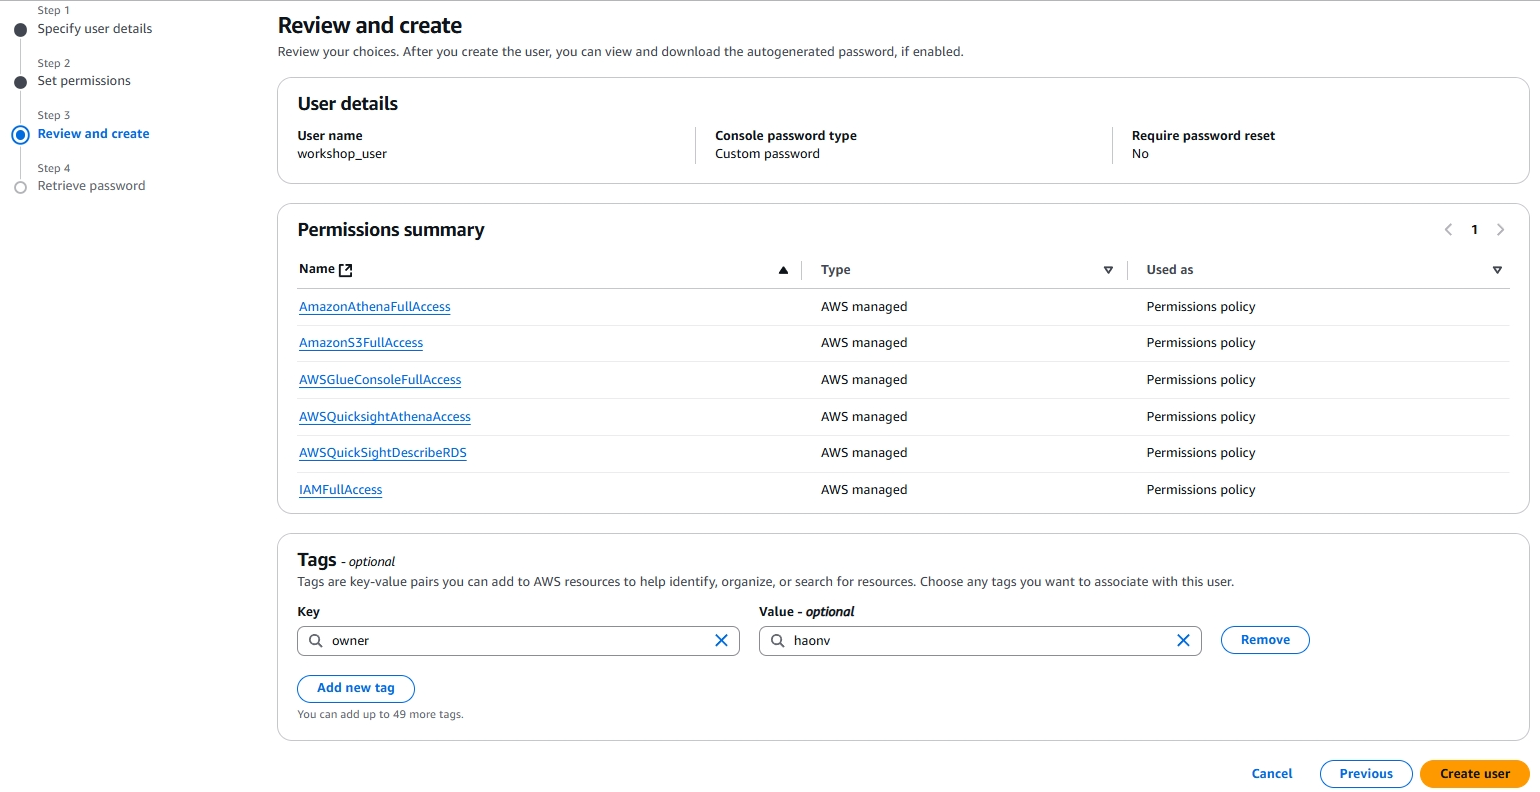 Step 1
Specify user details
Step 2
Set permissions
Step 3
Review and create
Step 4
Retrieve password
Review and create
Review your choices. After you create the user, you can view and download the autogenerated password, if enabled.
User details
User name
workshop_user
Console password type
Custom password
Require password reset
No
Permissions summary
1
Name Type Used as
AmazonAthenaFullAccess AWS managed Permissions policy
AmazonS3FullAccess AWS managed Permissions policy
AWSGlueConsoleFullAccess AWS managed Permissions policy
AWSQuicksightAthenaAccess AWS managed Permissions policy
AWSQuickSightDescribeRDS AWS managed Permissions policy
IAMFullAccess AWS managed Permissions policy
Tags - optional
Tags are key-value pairs you can add to AWS resources to help identify, organize, or search for resources. Choose any tags you want to associate with this user.
Key Value - optional
owner haonv Remove
Add new tag
You can add up to 49 more tags.
Cancel Previous Create user